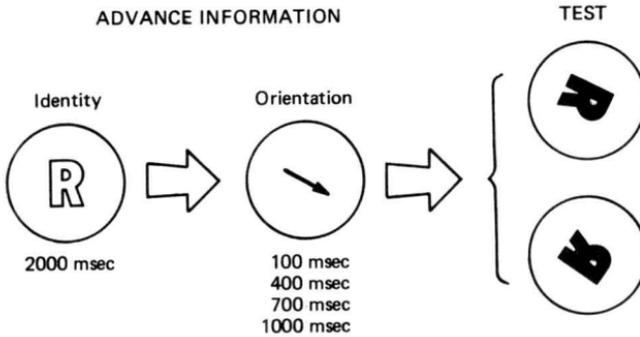 ADVANCE INFORMATION
TEST
Identity
Orientation
R
R
R
2000 msec
100 msec
400 msec
700 msec
1000 msec